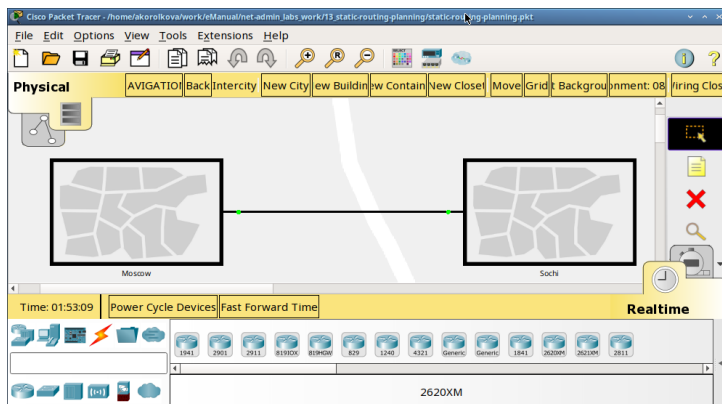 Cisco Packet Tracer - /home/akorolkova/work/eManual/net-admin_labs_work/13_static-routing-planning/static-routing-planning.pkt
File Edit Options View Tools Extensions Help
Physical AVIGATIO Back Intercity New City ew Buildin ew Contain New Closet Move Grid t Backgrou onment: 08 Viring Clos
Moscow Sochi
Time: 01:53:09 Power Cycle Devices Fast Forward Time Realtime
1941 2901 2911 819IOX 819HGW 829 1240 4321 Generic Generic 1841 2620XM 2621XM 2811
2620XM